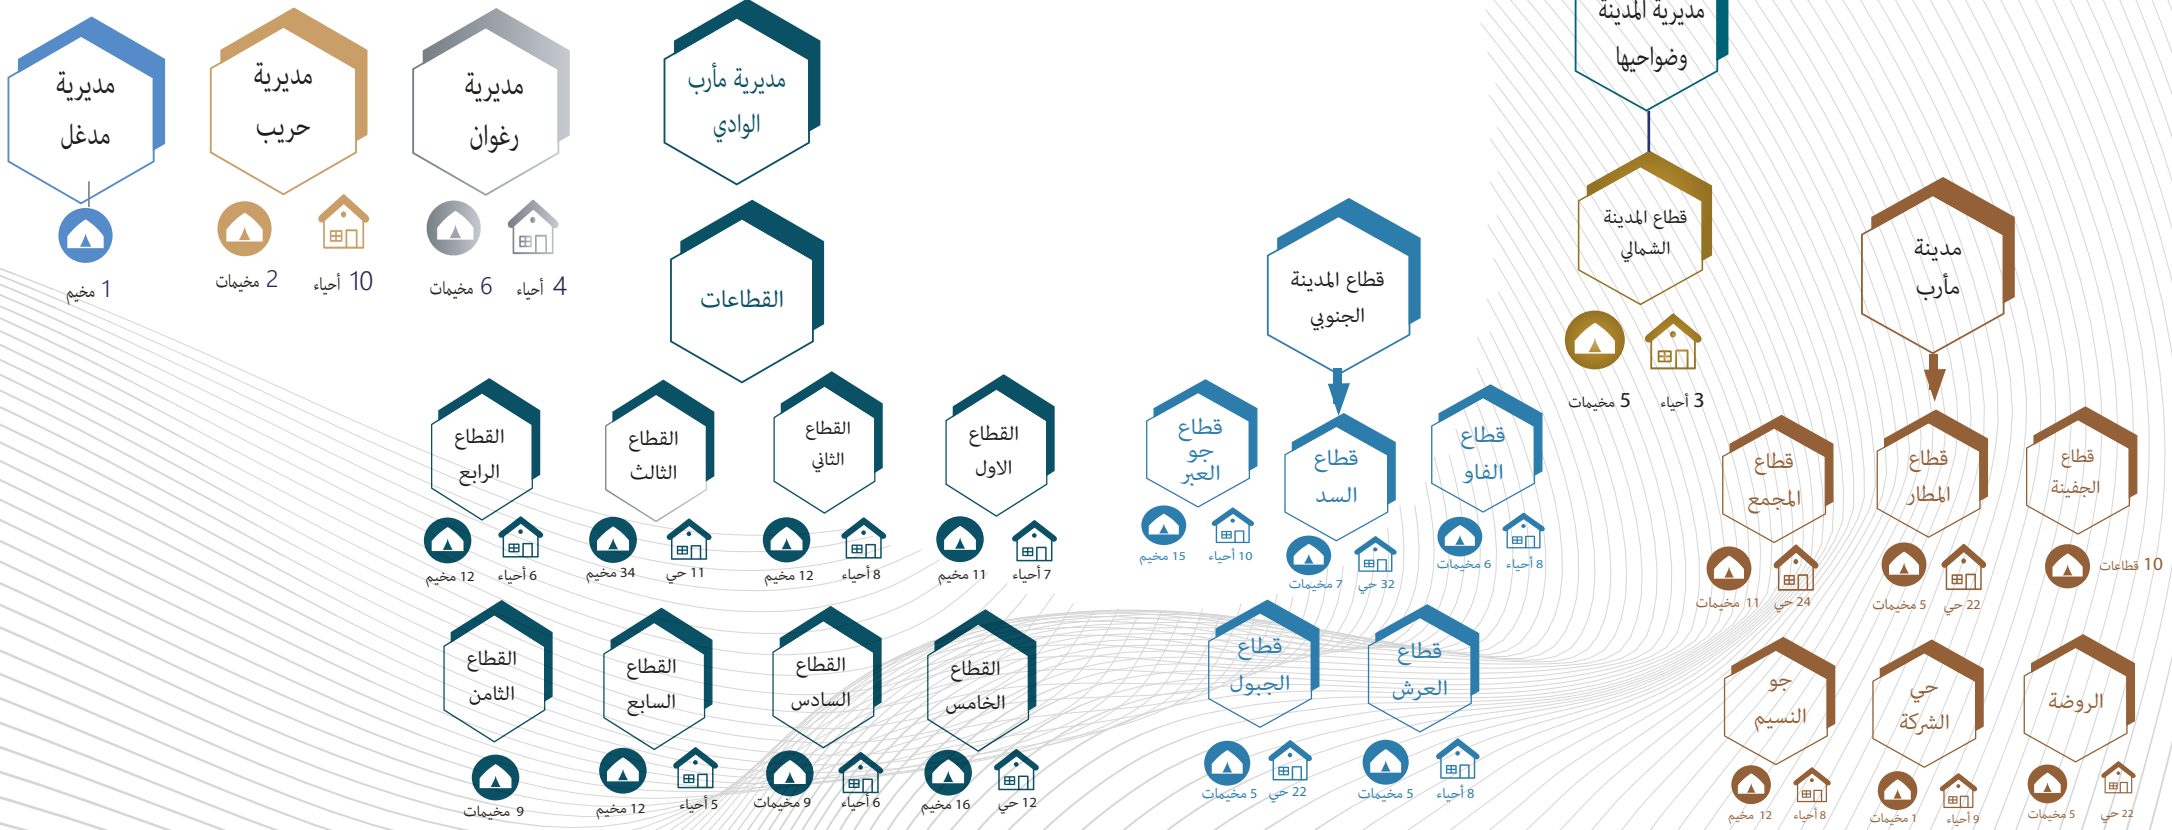 مديرية المدينة
وضواحيها
قطاع المدينة
الشمالي
5 مخيمات
3 أحياء
مدينة
مأرب
قطاع
الجفينة
10 قطاعات
قطاع
المطار
22 حي
5 مخيمات
قطاع
المجمع
24 حي
11 مخيمات
الروضة
22 حي
5 مخيمات
حي
الشركة
9 أحياء
1 مخيمات
جو
النسيم
8 أحياء
12 مخيم
قطاع المدينة
الجنوبي
قطاع
الفاو
8 أحياء
6 مخيمات
قطاع
السد
32 حي
7 مخيمات
قطاع
جو
العبر
10 أحياء
15 مخيم
قطاع
العرش
8 أحياء
5 مخيمات
قطاع
الجبول
22 حي
5 مخيمات
مديرية مأرب
الوادي
القطاعات
القطاع
الاول
7 أحياء
11 مخيم
القطاع
الثاني
8 أحياء
12 مخيم
القطاع
الثالث
11 حي
34 مخيم
القطاع
الرابع
6 أحياء
12 مخيم
القطاع
الخامس
12 حي
16 مخيم
القطاع
السادس
6 أحياء
9 مخيمات
القطاع
السابع
5 أحياء
12 مخيم
القطاع
الثامن
9 مخيمات
مديرية
رغوان
4 أحياء
6 مخيمات
مديرية
حريب
10 أحياء
2 مخيمات
مديرية
مدغل
1 مخيم